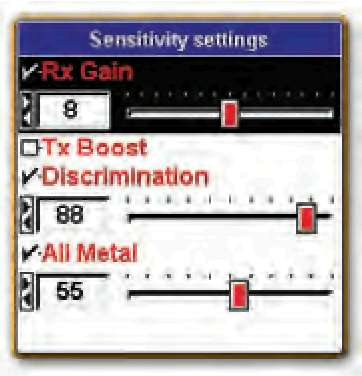 Sensitivity settings
Rx Gain
8
Tx Boost
Discrimination
88
All Metal
55